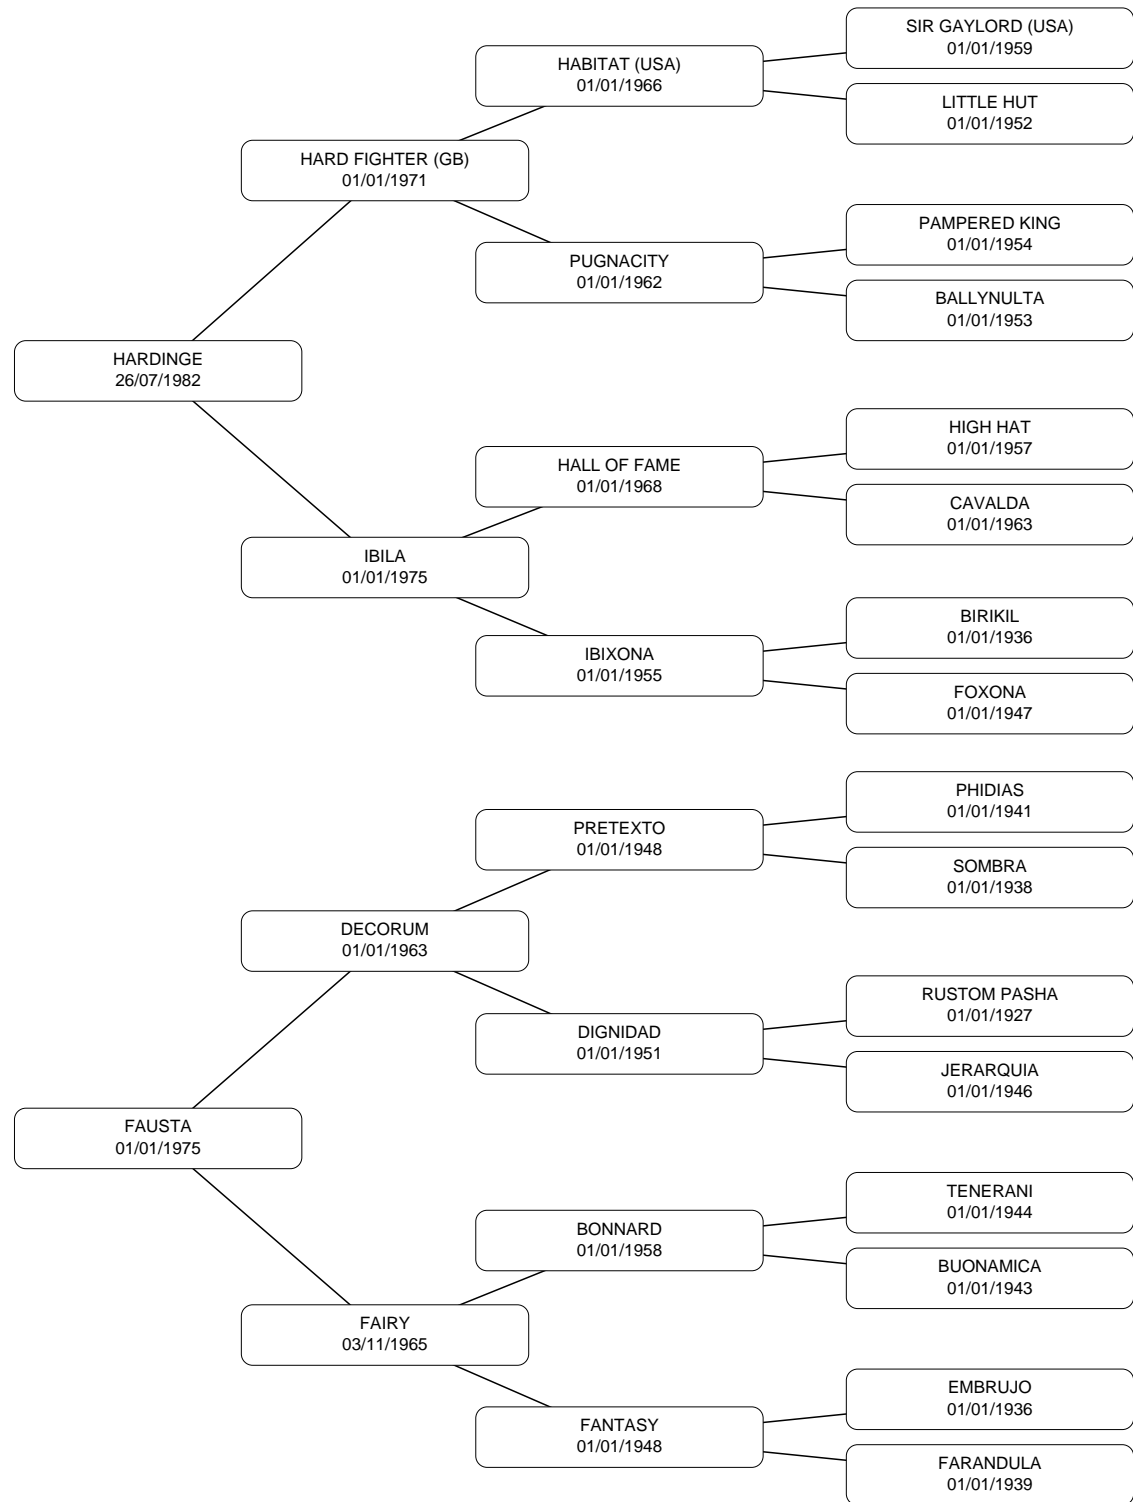 SIR GAYLORD (USA)
01/01/1959
HABITAT (USA)
01/01/1966
LITTLE HUT
01/01/1952
HARD FIGHTER (GB)
01/01/1971
PAMPERED KING
01/01/1954
PUGNACITY
01/01/1962
BALLYNULTA
01/01/1953
HARDINGE
26/07/1982
HIGH HAT
01/01/1957
HALL OF FAME
01/01/1968
CAVALDA
01/01/1963
IBILA
01/01/1975
BIRIKIL
01/01/1936
IBIXONA
01/01/1955
FOXONA
01/01/1947
PHIDIAS
01/01/1941
PRETEXTO
01/01/1948
SOMBRA
01/01/1938
DECORUM
01/01/1963
RUSTOM PASHA
01/01/1927
DIGNIDAD
01/01/1951
JERARQUIA
01/01/1946
FAUSTA
01/01/1975
TENERANI
01/01/1944
BONNARD
01/01/1958
BUONAMICA
01/01/1943
FAIRY
03/11/1965
EMBRUJO
01/01/1936
FANTASY
01/01/1948
FARANDULA
01/01/1939